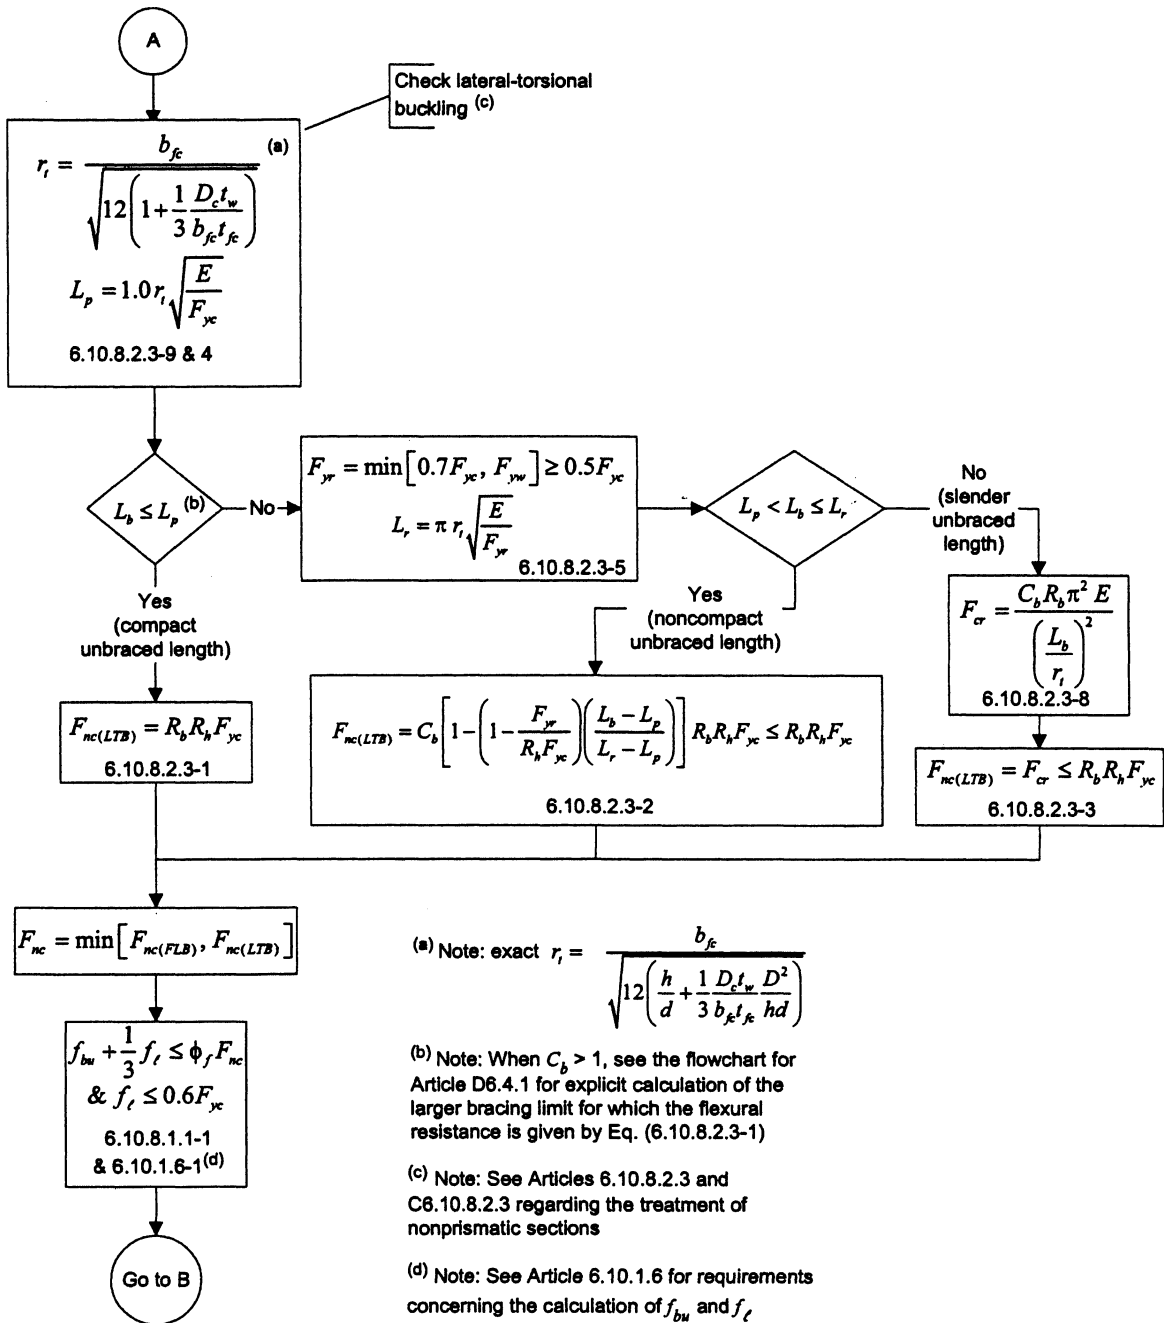 A
Check lateral-torsional
buckling (c)
r_t = b_fc / √(12(1 + (1/3) (D_c t_w)/(b_fc t_fc))) (a)
L_p = 1.0 r_t √(E/F_yc)
6.10.8.2.3-9 & 4
L_b ≤ L_p (b)
No
F_yr = min[0.7F_yc, F_yw] ≥ 0.5F_yc
L_r = π r_t √(E/F_yr)
6.10.8.2.3-5
L_p < L_b ≤ L_r
No
(slender
unbraced
length)
Yes
(compact
unbraced length)
Yes
(noncompact
unbraced length)
F_cr = C_b R_b π² E / (L_b/r_t)²
6.10.8.2.3-8
F_nc(LTB) = R_b R_h F_yc
6.10.8.2.3-1
F_nc(LTB) = C_b [1 - (1 - F_yr/(R_h F_yc)) ((L_b - L_p)/(L_r - L_p))] R_b R_h F_yc ≤ R_b R_h F_yc
6.10.8.2.3-2
F_nc(LTB) = F_cr ≤ R_b R_h F_yc
6.10.8.2.3-3
F_nc = min[F_nc(FLB), F_nc(LTB)]
f_bu + (1/3) f_ℓ ≤ ϕ_f F_nc
& f_ℓ ≤ 0.6F_yc
6.10.8.1.1-1
& 6.10.1.6-1(d)
Go to B
(a) Note: exact r_t = b_fc / √(12(h/d + (1/3) (D_c t_w)/(b_fc t_fc) D²/(hd)))
(b) Note: When C_b > 1, see the flowchart for
Article D6.4.1 for explicit calculation of the
larger bracing limit for which the flexural
resistance is given by Eq. (6.10.8.2.3-1)
(c) Note: See Articles 6.10.8.2.3 and
C6.10.8.2.3 regarding the treatment of
nonprismatic sections
(d) Note: See Article 6.10.1.6 for requirements
concerning the calculation of f_bu and f_ℓ